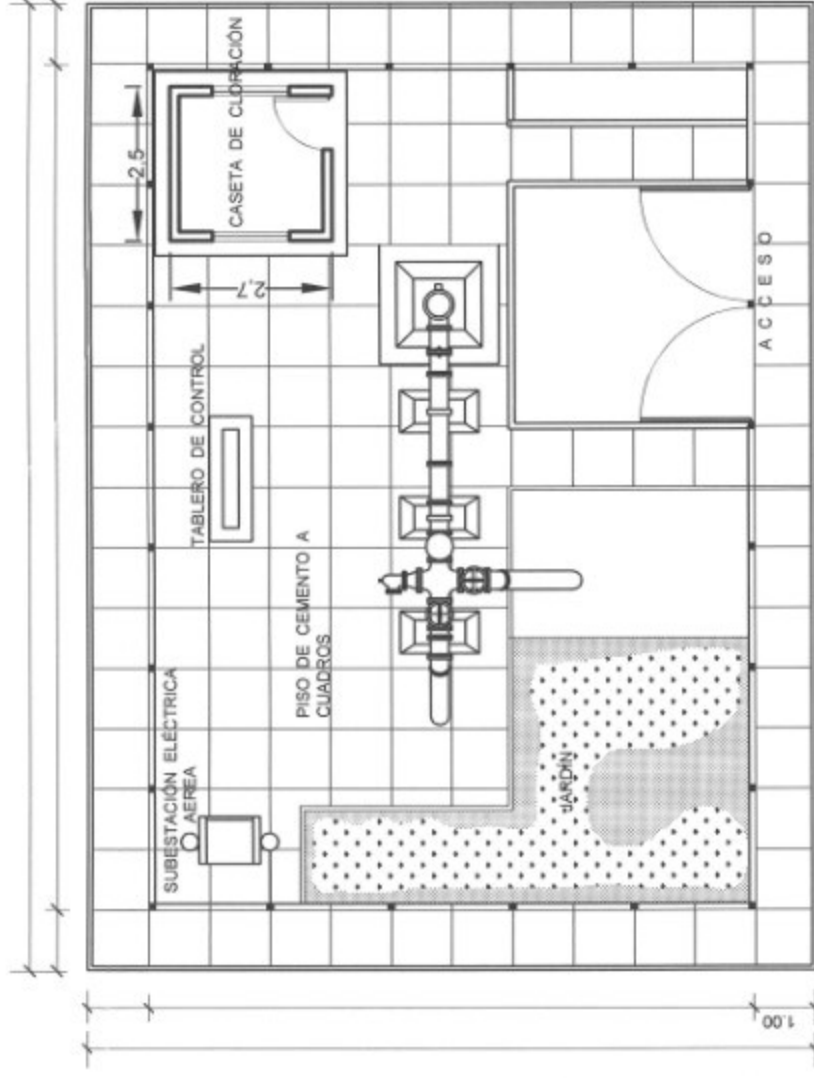 CASETA DE CLORACIÓN
2,5
2,7
TABLERO DE CONTROL
PISO DE CEMENTO A
CUADROS
SUBESTACIÓN ELÉCTRICA
AEREA
JARDÍN
ACCESO
1.00